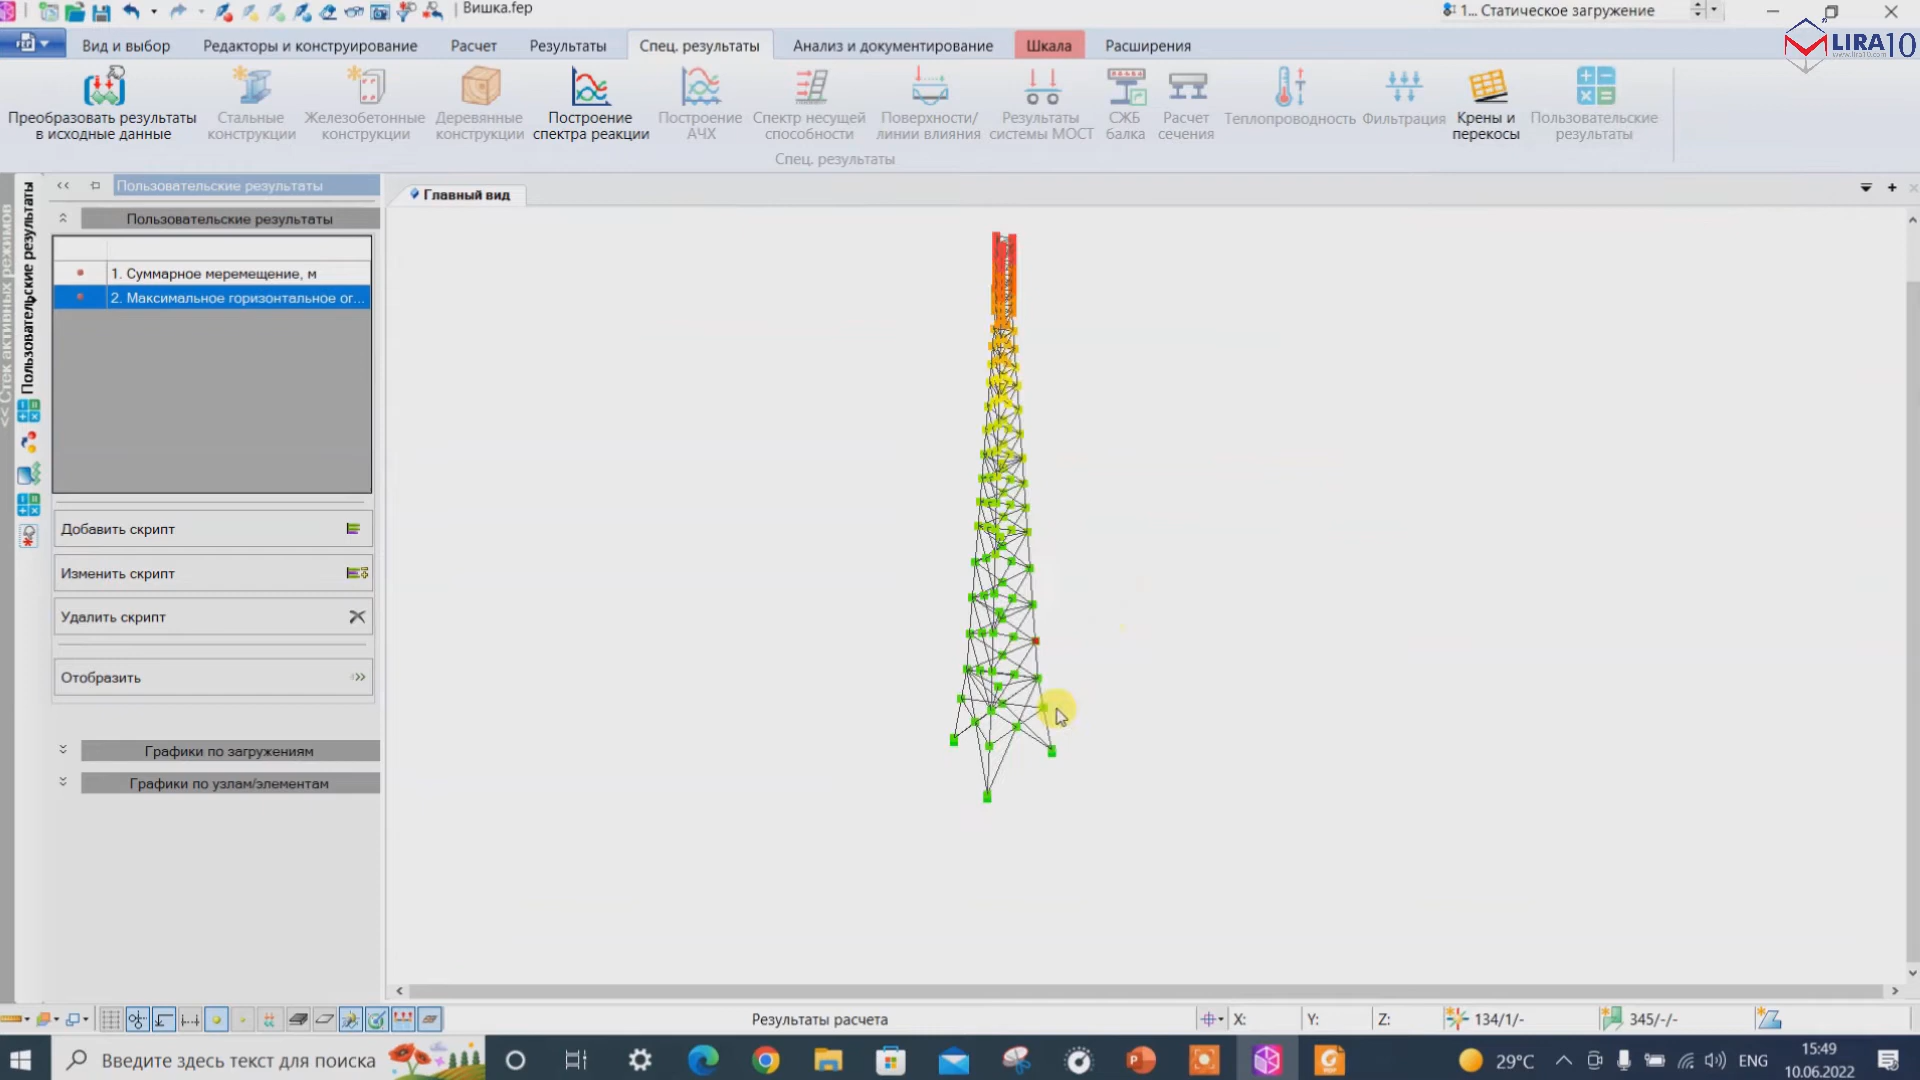 Вишка.fep
1... Статическое загружение
LIRA10
Вид и выбор
Редакторы и конструирование
Расчет
Результаты
Спец. результаты
Анализ и документирование
Шкала
Расширения
Преобразовать результаты
в исходные данные
Стальные
конструкции
Железобетонные
конструкции
Деревянные
конструкции
Построение
спектра реакции
Построение
АЧХ
Спектр несущей
способности
Поверхности/
линии влияния
Результаты
системы МОСТ
СЖБ
балка
Расчет
сечения
Теплопроводность
Фильтрация
Крены и
перекосы
Пользовательские
результаты
Спец. результаты
<< Стек активных режимов
Пользовательские результаты
Пользовательские результаты
Главный вид
Пользовательские результаты
1. Суммарное меремещение, м
2. Максимальное горизонтальное ог...
Добавить скрипт
Изменить скрипт
Удалить скрипт
Отобразить
Графики по загружениям
Графики по узлам/элементам
Результаты расчета
X:
Y:
Z:
134/1/-
345/-/-
Введите здесь текст для поиска
29°C
ENG
15:49
10.06.2022